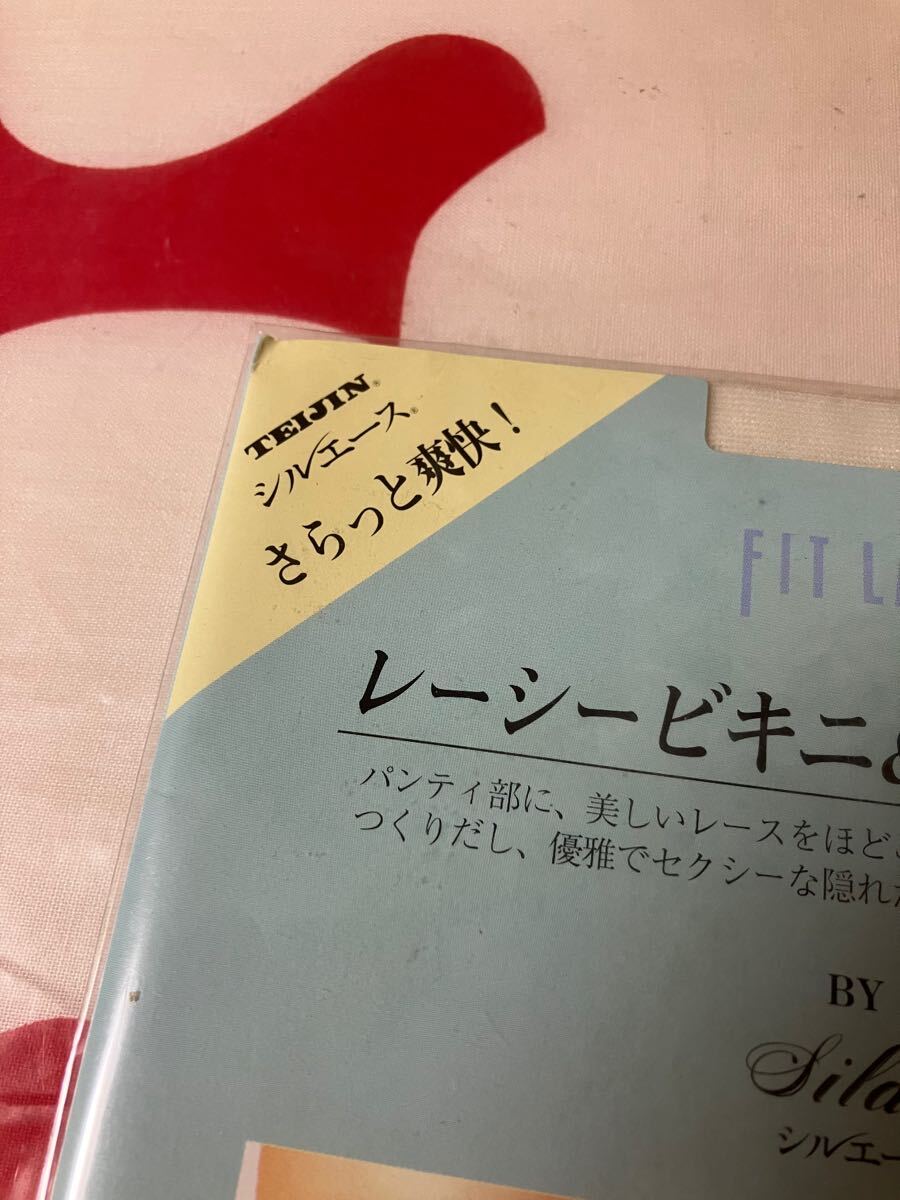 TEIJIN®
シルエース®
さらっと爽快!
FIT
レーシービキニ&
パンティ部に、美しいレースをほどこ
つくりだし、優雅でセクシーな隠れた
BY
シルエー